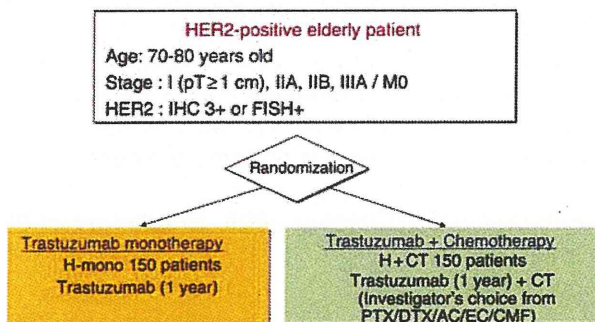 HER2-positive elderly patient
Age: 70-80 years old
Stage : I (pT≥1 cm), IIA, IIB, IIIA / M0
HER2 : IHC 3+ or FISH+
Randomization
Trastuzumab monotherapy
H-mono 150 patients
Trastuzumab (1 year)
Trastuzumab + Chemotherapy
H+CT 150 patients
Trastuzumab (1 year) + CT
(Investigator's choice from
PTX/DTX/AC/EC/CMF)